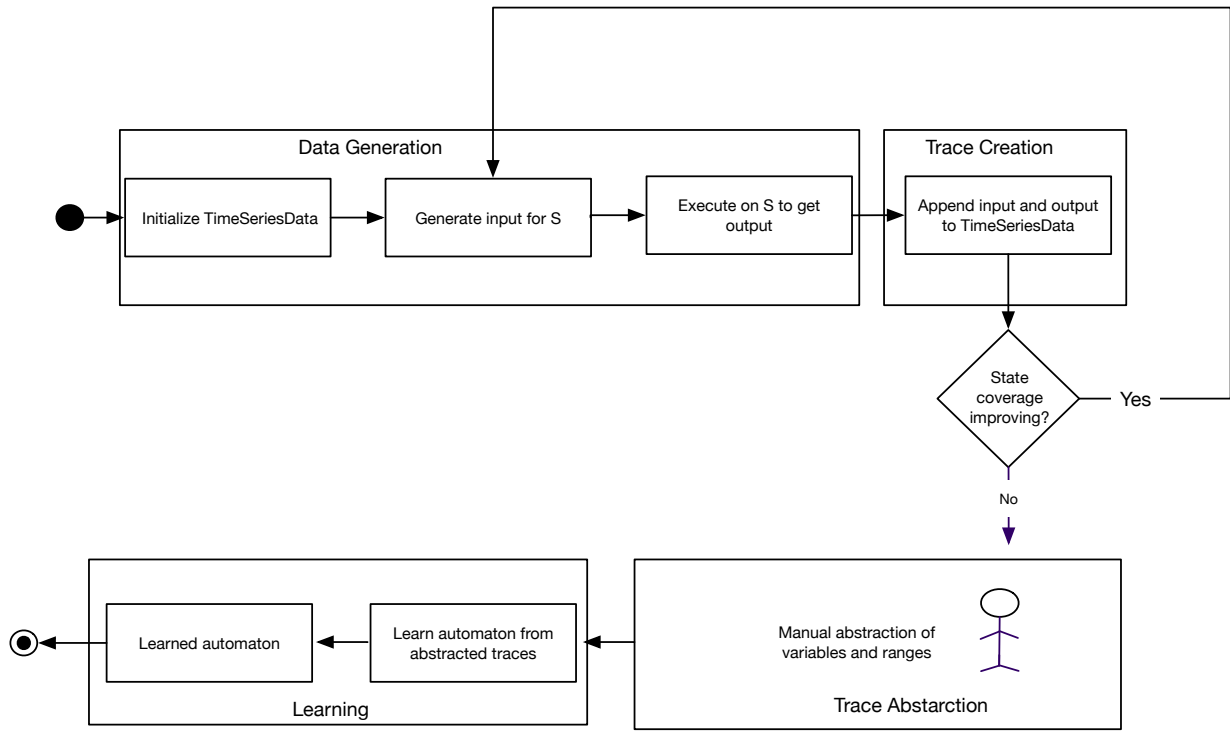 Data Generation
Trace Creation
Initialize TimeSeriesData
Generate input for S
Execute on S to get
output
Append input and output
to TimeSeriesData
State
coverage
improving?
Yes
No
Manual abstraction of
variables and ranges
Trace Abstarction
Learn automaton from
abstracted traces
Learned automaton
Learning